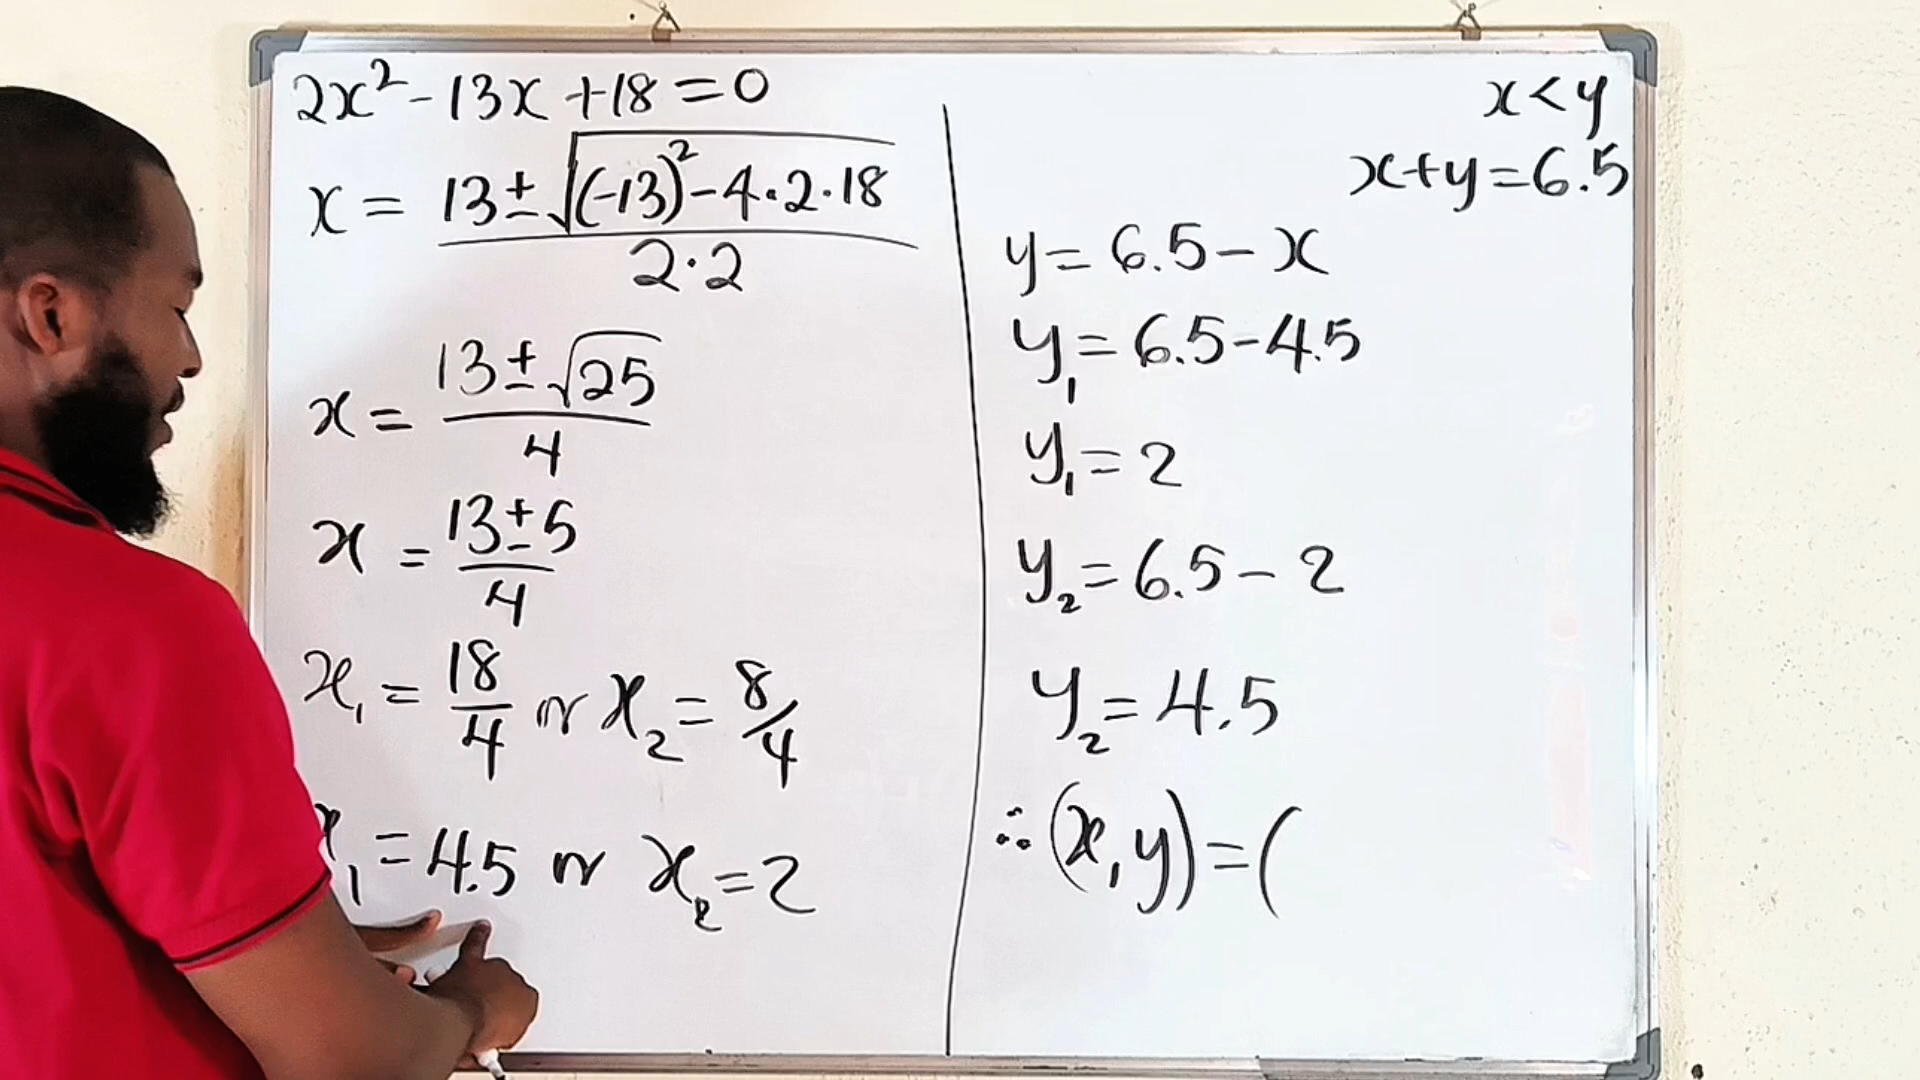 2x² - 13x + 18 = 0
x = (13 ± √((-13)² - 4·2·18)) / (2·2)
x = (13 ± √25) / 4
x = (13 ± 5) / 4
x₁ = 18/4 or x₂ = 8/4
x₁ = 4.5 or x₂ = 2
x < y
x + y = 6.5
y = 6.5 - x
y₁ = 6.5 - 4.5
y₁ = 2
y₂ = 6.5 - 2
y₂ = 4.5
∴ (x, y) = (